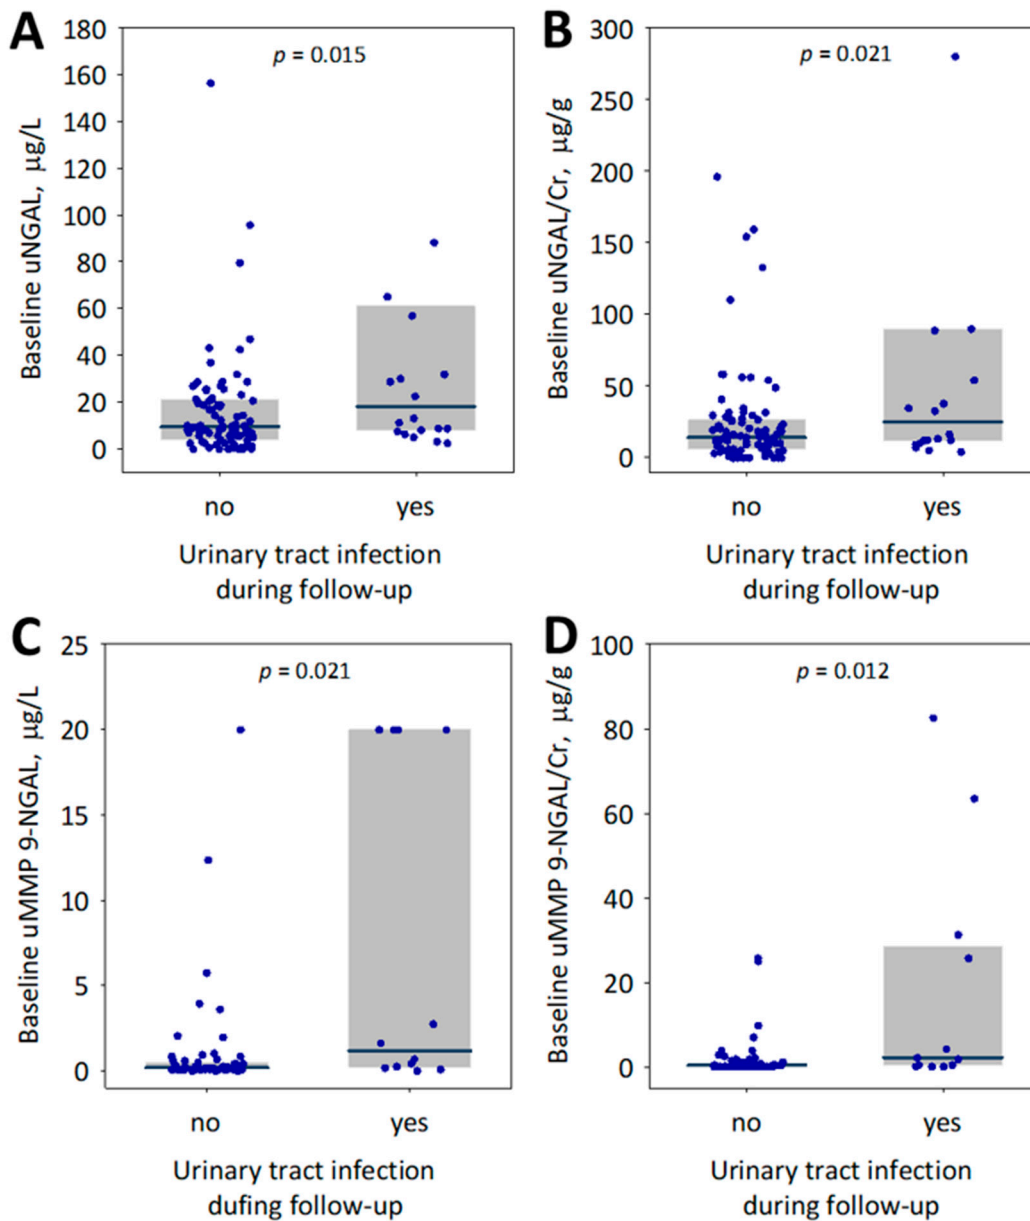 A
Baseline uNGAL, µg/L
180
160
140
120
100
80
60
40
20
0
p = 0.015
no
yes
Urinary tract infection
during follow-up
B
Baseline uNGAL/Cr, µg/g
300
250
200
150
100
50
0
p = 0.021
no
yes
Urinary tract infection
during follow-up
C
Baseline uMMP 9-NGAL, µg/L
25
20
15
10
5
0
p = 0.021
no
yes
Urinary tract infection
dufing follow-up
D
Baseline uMMP 9-NGAL/Cr, µg/g
100
80
60
40
20
0
p = 0.012
no
yes
Urinary tract infection
during follow-up